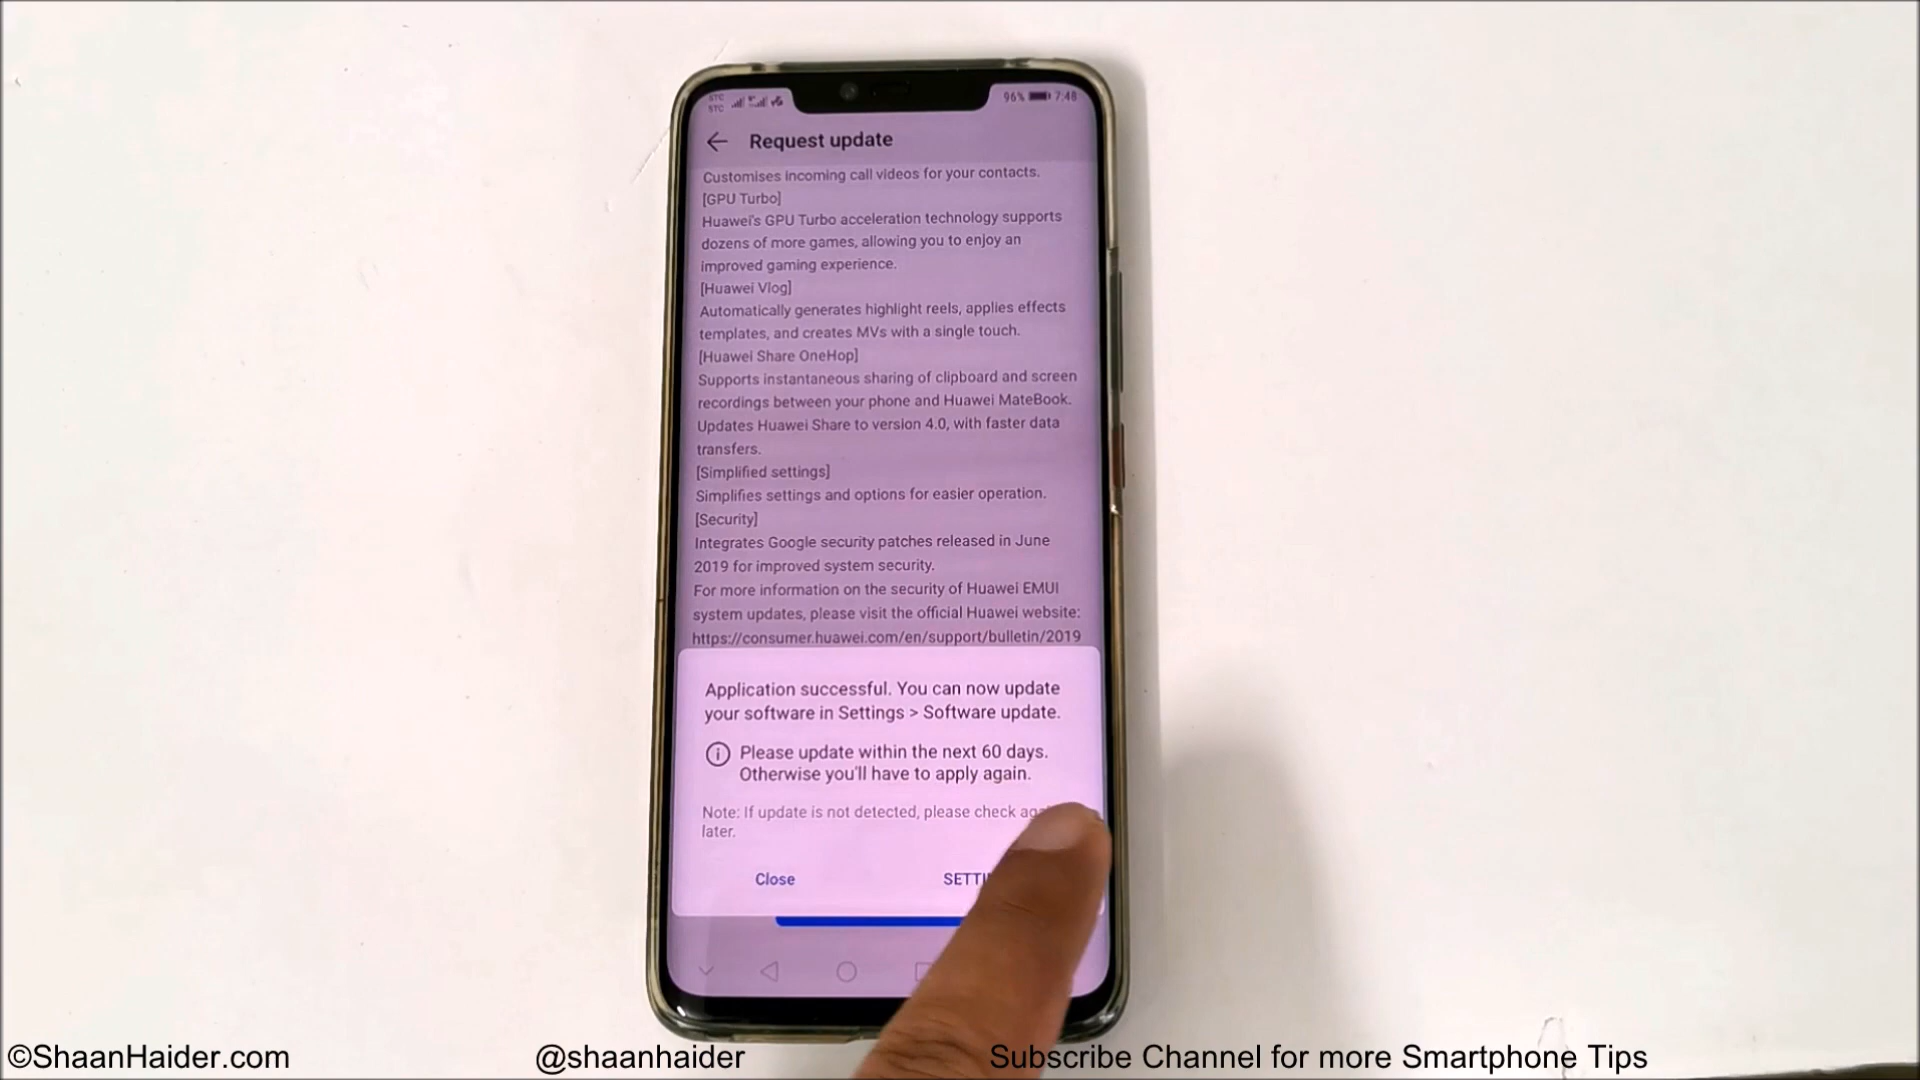 STC
STC
96% 7:48
Request update
Customises incoming call videos for your contacts.
[GPU Turbo]
Huawei's GPU Turbo acceleration technology supports
dozens of more games, allowing you to enjoy an
improved gaming experience.
[Huawei Vlog]
Automatically generates highlight reels, applies effects
templates, and creates MVs with a single touch.
[Huawei Share OneHop]
Supports instantaneous sharing of clipboard and screen
recordings between your phone and Huawei MateBook.
Updates Huawei Share to version 4.0, with faster data
transfers.
[Simplified settings]
Simplifies settings and options for easier operation.
[Security]
Integrates Google security patches released in June
2019 for improved system security.
For more information on the security of Huawei EMUI
system updates, please visit the official Huawei website:
https://consumer.huawei.com/en/support/bulletin/2019
Application successful. You can now update
your software in Settings > Software update.
Please update within the next 60 days.
Otherwise you'll have to apply again.
Note: If update is not detected, please check
later.
Close
©ShaanHaider.com
@shaanhaider
Subscribe Channel for more Smartphone Tips